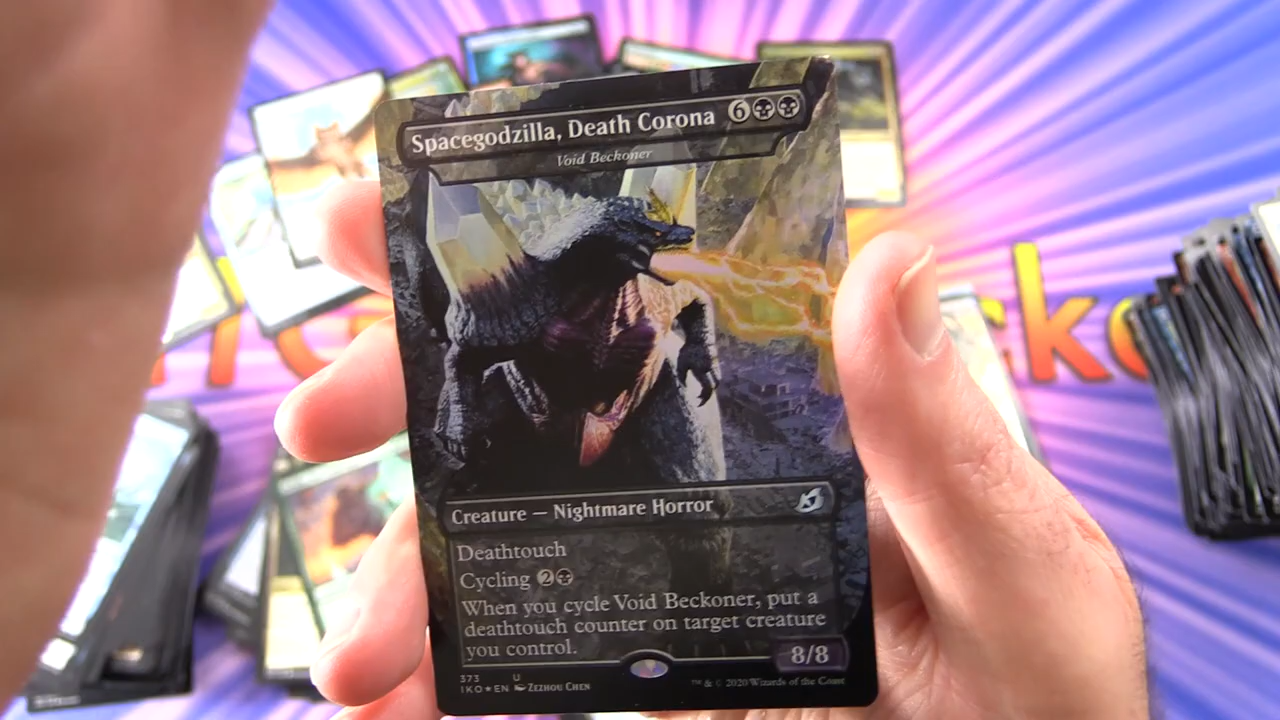 Spacegodzilla, Death Corona 6
Void Beckoner
Creature — Nightmare Horror
Deathtouch
Cycling 2
When you cycle Void Beckoner, put a
deathtouch counter on target creature
you control.
8/8
373 U
IKO★EN Zezhou Chen
™ & © 2020 Wizards of the Coast